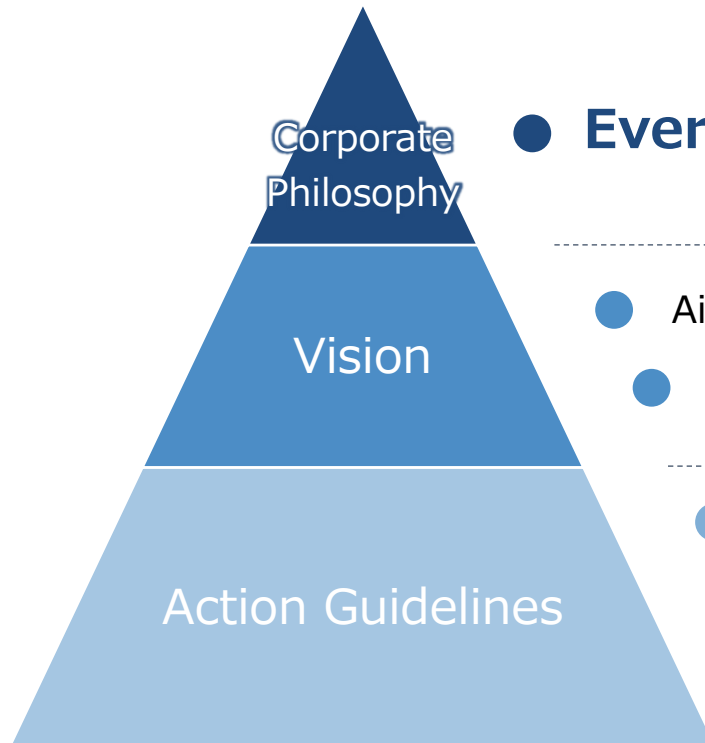 Corporate
Philosophy
● Ever
Vision
● Ai
Action Guidelines